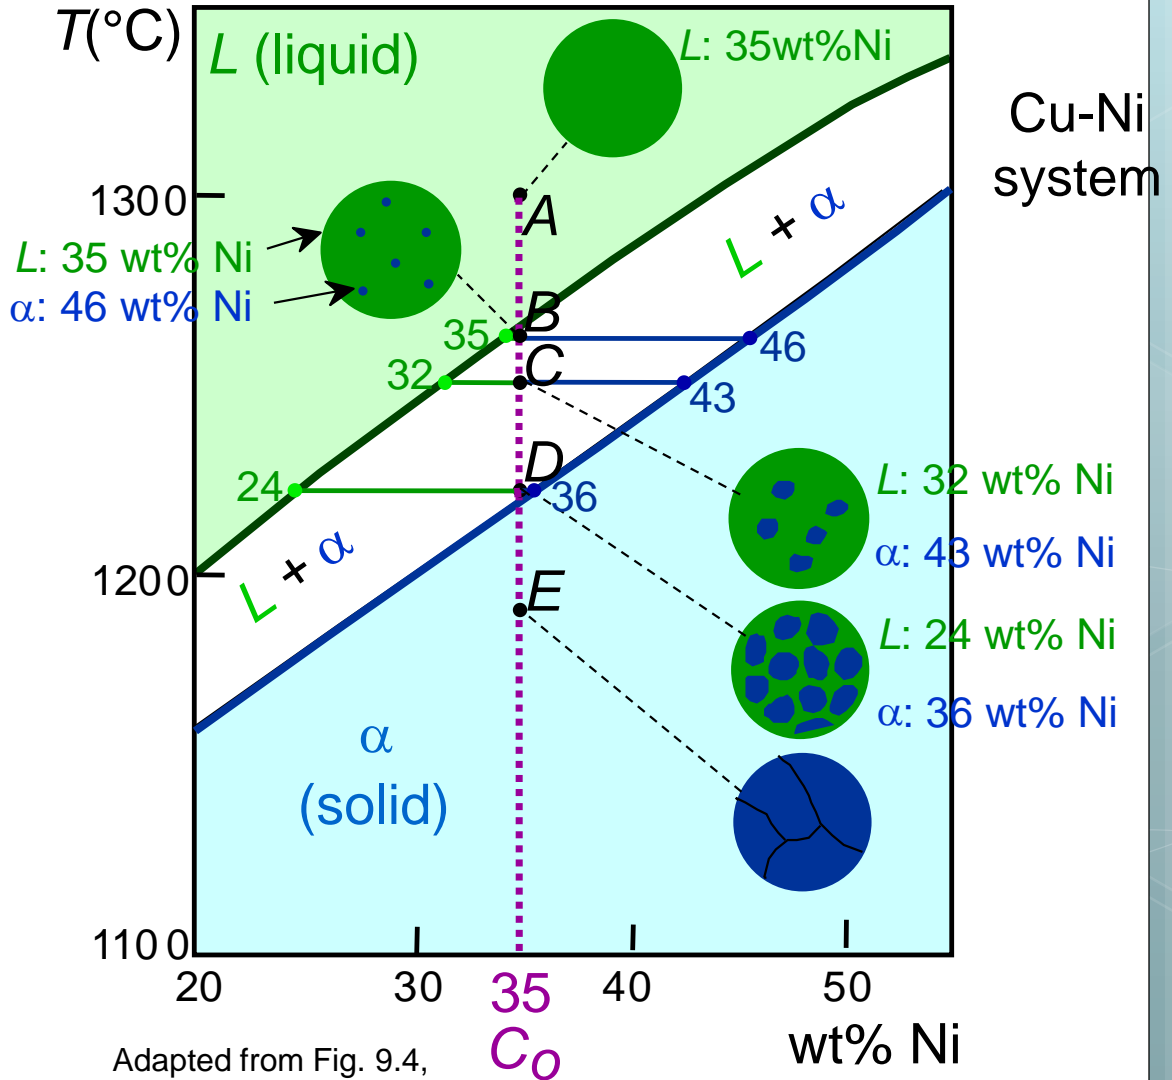 T(°C)
L (liquid)
L: 35wt%Ni
Cu-Ni
system
1300
A
L + α
L: 35 wt% Ni
α: 46 wt% Ni
B
35
46
C
32
43
D
24
36
L: 32 wt% Ni
α: 43 wt% Ni
L + α
1200
E
L: 24 wt% Ni
α: 36 wt% Ni
α
(solid)
1100
20
30
35
40
50
Co
wt% Ni
Adapted from Fig. 9.4,